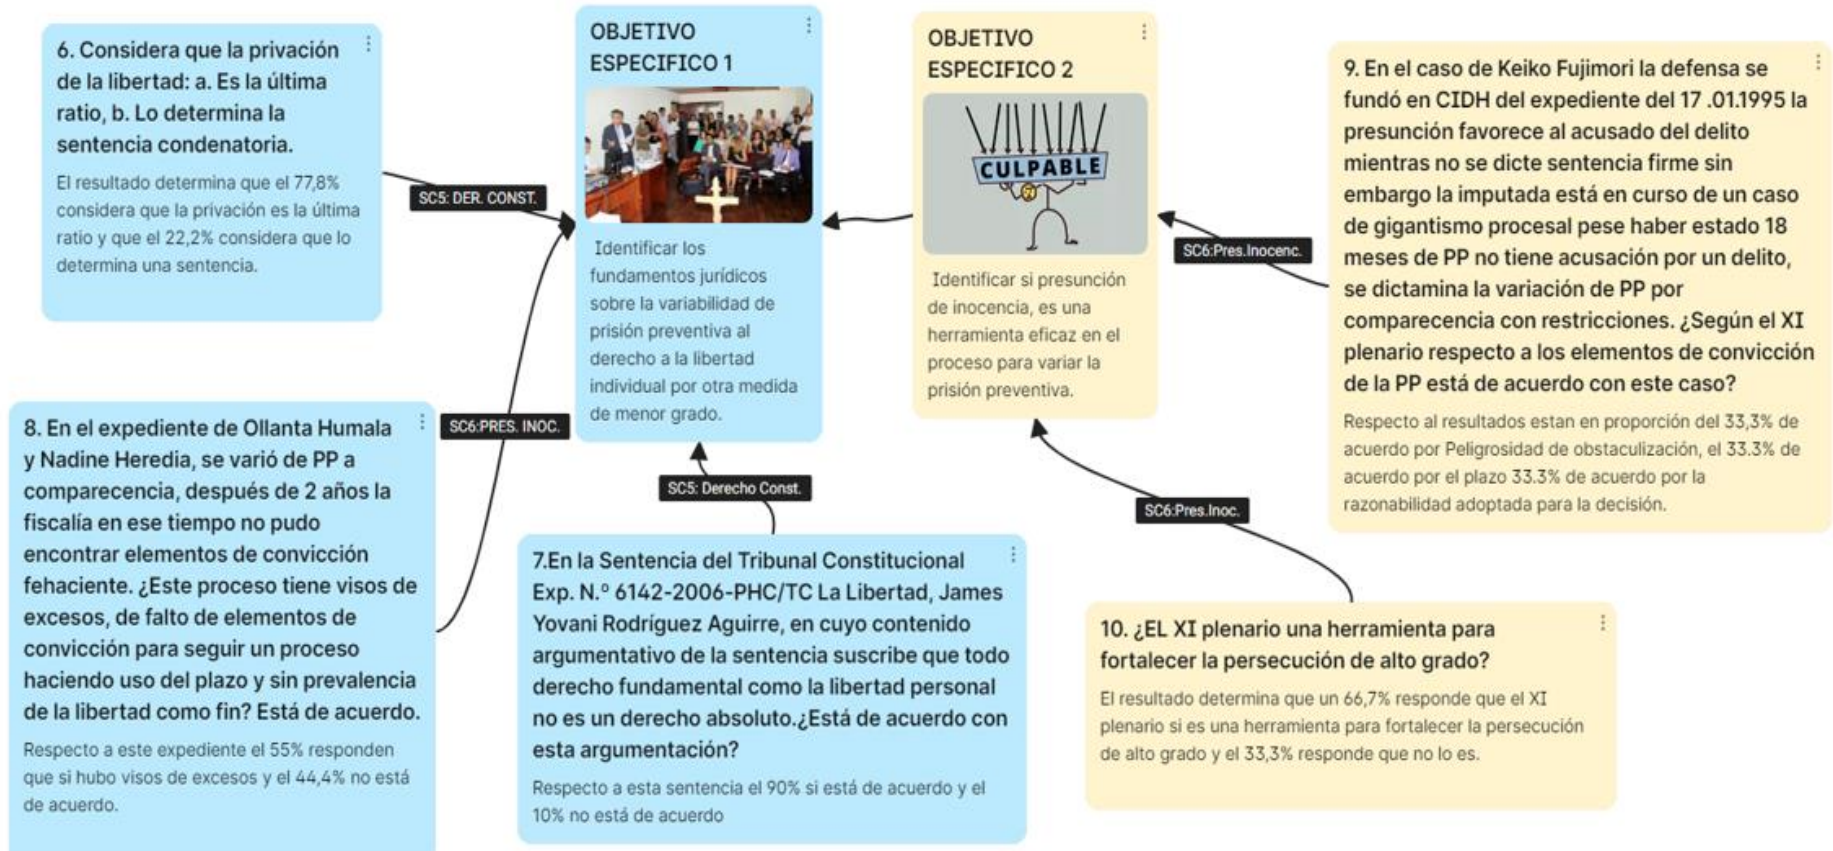 6. Considera que la privación
de la libertad: a. Es la última
ratio, b. Lo determina la
sentencia condenatoria.
El resultado determina que el 77,8%
considera que la privación es la última
ratio y que el 22,2% considera que lo
determina una sentencia.
SC5: DER. CONST.
OBJETIVO
ESPECIFICO 1
Identificar los
fundamentos jurídicos
sobre la variabilidad de
prisión preventiva al
derecho a la libertad
individual por otra medida
de menor grado.
OBJETIVO
ESPECIFICO 2
CULPABLE
Identificar si presunción
de inocencia, es una
herramienta eficaz en el
proceso para variar la
prisión preventiva.
SC6:Pres.Inocenc.
9. En el caso de Keiko Fujimori la defensa se
fundó en CIDH del expediente del 17 .01.1995 la
presunción favorece al acusado del delito
mientras no se dicte sentencia firme sin
embargo la imputada está en curso de un caso
de gigantismo procesal pese haber estado 18
meses de PP no tiene acusación por un delito,
se dictamina la variación de PP por
comparecencia con restricciones. ¿Según el XI
plenario respecto a los elementos de convicción
de la PP está de acuerdo con este caso?
Respecto al resultados estan en proporción del 33,3% de
acuerdo por Peligrosidad de obstaculización, el 33.3% de
acuerdo por el plazo 33.3% de acuerdo por la
razonabilidad adoptada para la decisión.
8. En el expediente de Ollanta Humala
y Nadine Heredia, se varió de PP a
comparecencia, después de 2 años la
fiscalía en ese tiempo no pudo
encontrar elementos de convicción
fehaciente. ¿Este proceso tiene visos de
excesos, de falto de elementos de
convicción para seguir un proceso
haciendo uso del plazo y sin prevalencia
de la libertad como fin? Está de acuerdo.
Respecto a este expediente el 55% responden
que si hubo visos de excesos y el 44,4% no está
de acuerdo.
SC6:PRES. INOC.
SC5: Derecho Const.
7.En la Sentencia del Tribunal Constitucional
Exp. N.º 6142-2006-PHC/TC La Libertad, James
Yovani Rodríguez Aguirre, en cuyo contenido
argumentativo de la sentencia suscribe que todo
derecho fundamental como la libertad personal
no es un derecho absoluto.¿Está de acuerdo con
esta argumentación?
Respecto a esta sentencia el 90% si está de acuerdo y el
10% no está de acuerdo
SC6:Pres.Inoc.
10. ¿EL XI plenario una herramienta para
fortalecer la persecución de alto grado?
El resultado determina que un 66,7% responde que el XI
plenario si es una herramienta para fortalecer la persecución
de alto grado y el 33,3% responde que no lo es.